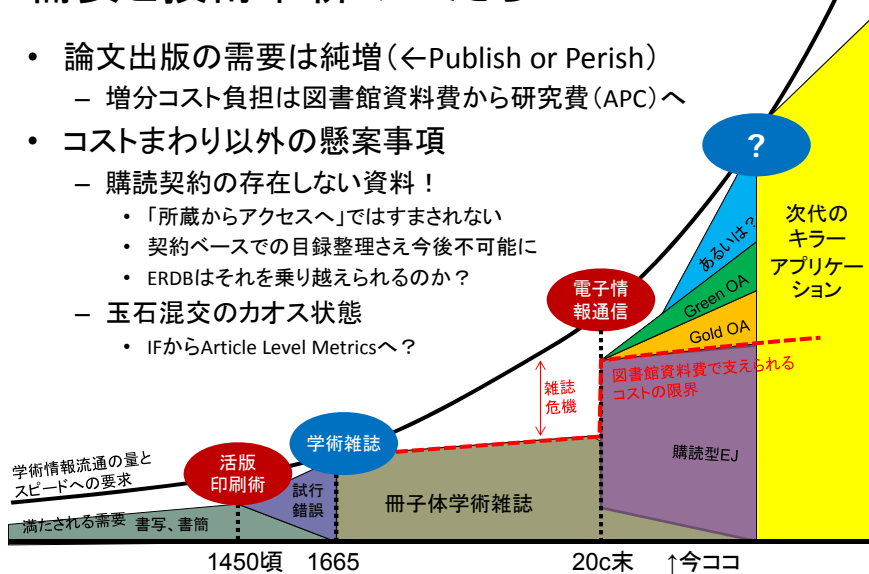 • 論文出版の需要は純増(←Publish or Perish)
– 増分コスト負担は図書館資料費から研究費(APC)へ
• コストまわり以外の懸案事項
– 購読契約の存在しない資料！
• 「所蔵からアクセスへ」ではすまされない
• 契約ベースでの目録整理さえ今後不可能に
• ERDBはそれを乗り越えられるのか？
– 玉石混交のカオス状態
• IFからArticle Level Metricsへ？
?
次代の
キラー
アプリケー
ション
あるいは？
Green OA
Gold OA
電子情
報通信
図書館資料費で支えられる
コストの限界
雑誌
危機
購読型EJ
学術雑誌
活版
印刷術
学術情報流通の量と
スピードへの要求
試行
錯誤
冊子体学術雑誌
満たされる需要
書写、書簡
1450頃
1665
20c末
↑今ココ